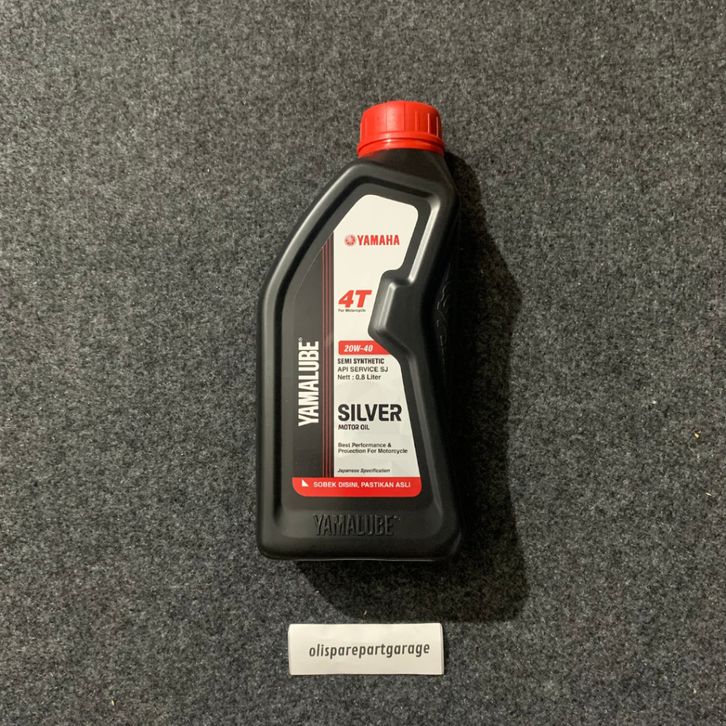 YAMAHA
4T
For Motorcycle
YAMALUBE®
20W-40
SEMI SYNTHETIC
API SERVICE SJ
Nett : 0.8 Liter
SILVER
MOTOR OIL
Best Performance &
Protection For Motorcycle
Japanese Specification
SOBEK DISINI, PASTIKAN ASLI
YAMALUBE
olisparepartgarage